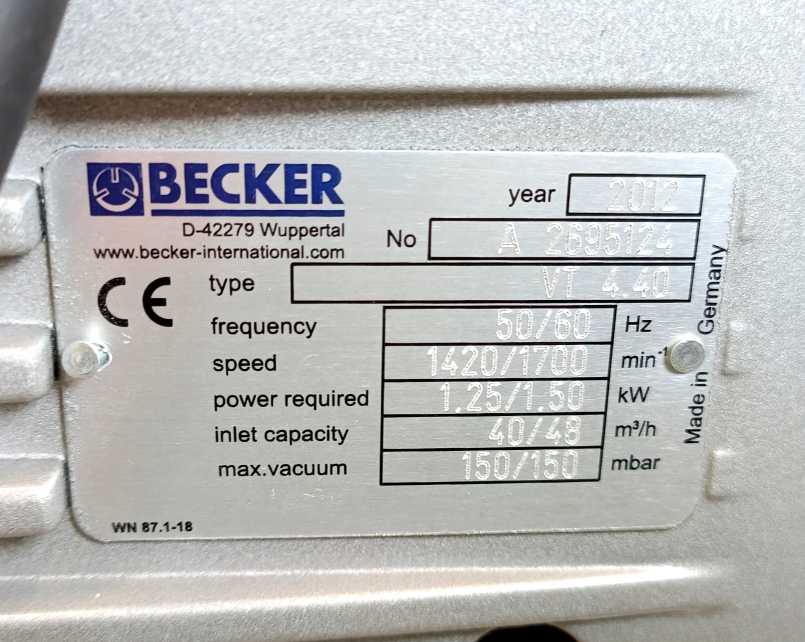 BECKER
D-42279 Wuppertal
www.becker-international.com
CE
year 2012
No A 2695124
type VT 4.40
frequency 50/60 Hz
speed 1420/1700 min⁻¹
power required 1.25/1.50 kW
inlet capacity 40/48 m³/h
max.vacuum 150/150 mbar
Made in Germany
WN 87.1-18